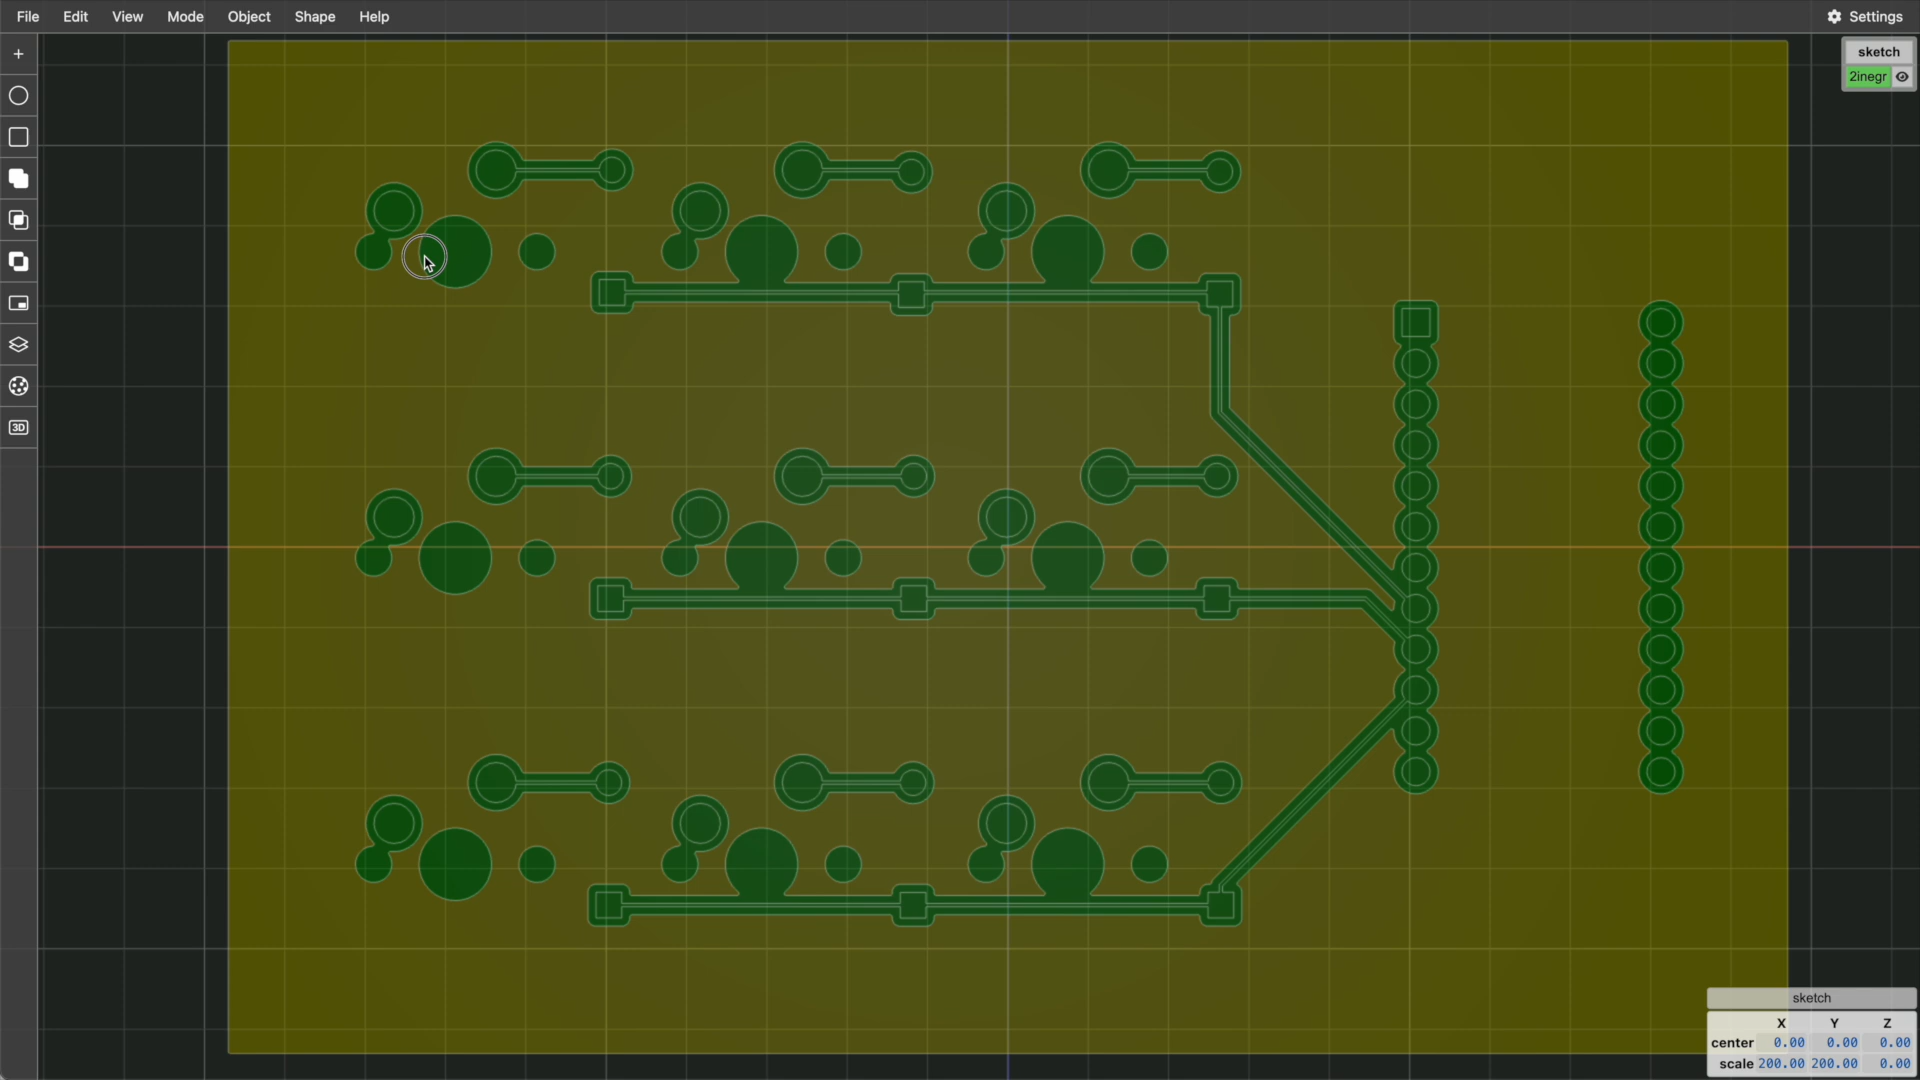 File Edit View Mode Object Shape Help Settings
sketch
2inegr
3D
sketch
X Y Z
center 0.00 0.00 0.00
scale 200.00 200.00 0.00